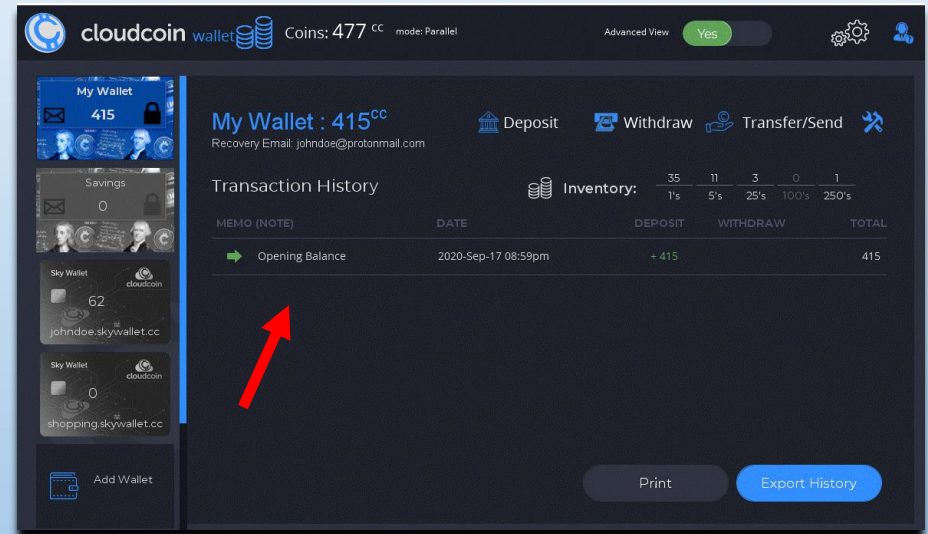 cloudcoin wallet Coins: 477 cc mode: Parallel Advanced View Yes
My Wallet
415
Savings
0
Sky Wallet
cloudcoin
62
johndoe.skywallet.cc
Sky Wallet
cloudcoin
0
shopping.skywallet.cc
Add Wallet
My Wallet : 415cc Deposit Withdraw Transfer/Send
Recovery Email: johndoe@protonmail.com
Transaction History Inventory:
35 11 3 0 1
1's 5's 25's 100's 250's
MEMO (NOTE) DATE DEPOSIT WITHDRAW TOTAL
Opening Balance 2020-Sep-17 08:59pm + 415 415
Print Export History